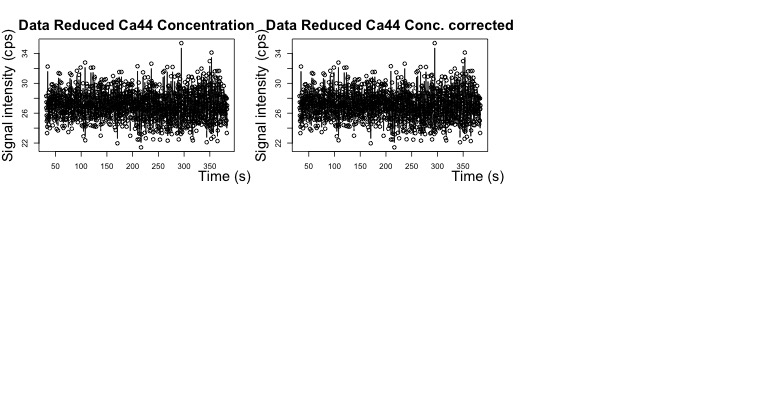 Data Reduced Ca44 Concentration
Signal intensity (cps)
34
30
26
22
50 100 150 200 250 300 350
Time (s)
Data Reduced Ca44 Conc. corrected
Signal intensity (cps)
34
30
26
22
50 100 150 200 250 300 350
Time (s)